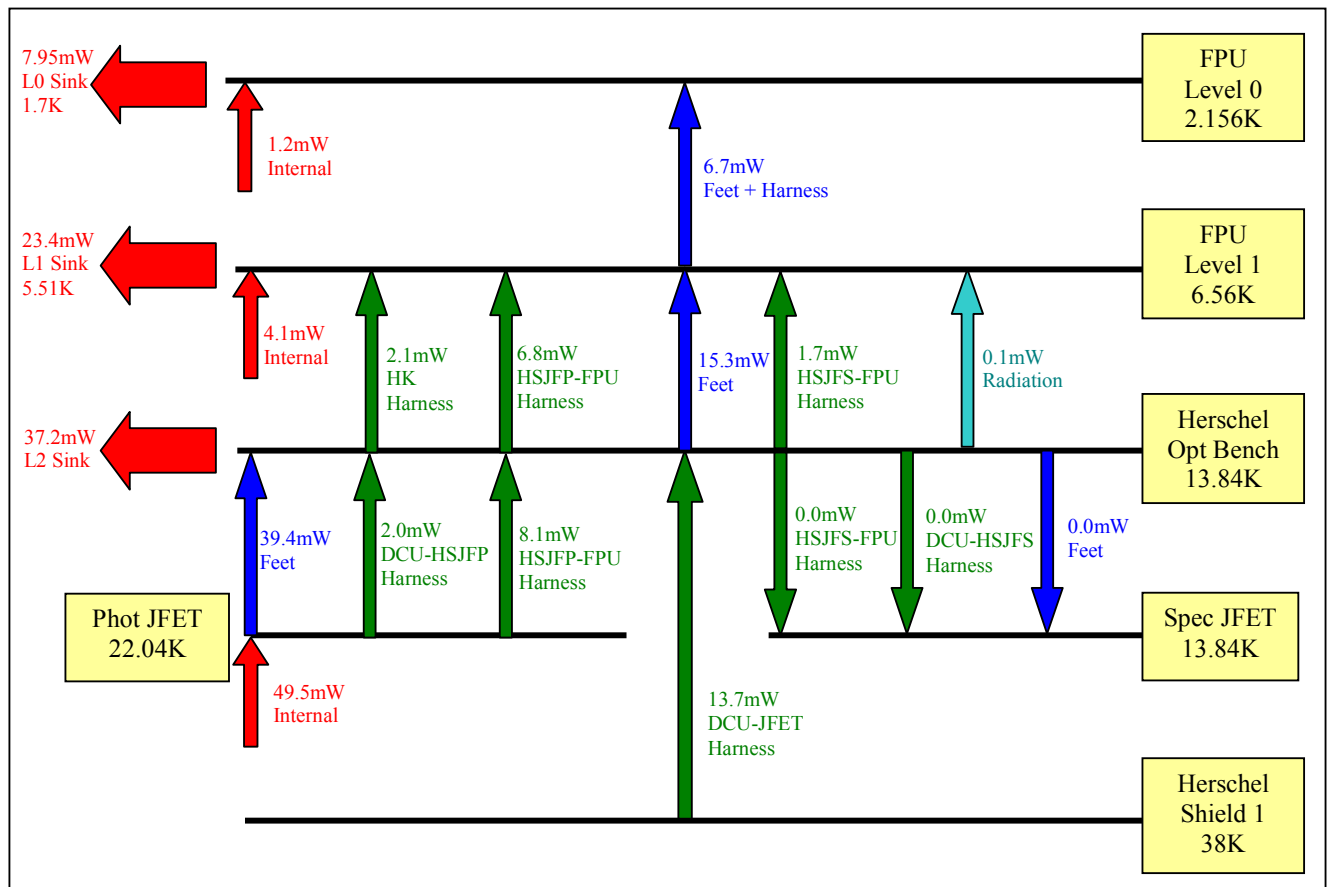 7.95mW
L0 Sink
1.7K
1.2mW
Internal
6.7mW
Feet + Harness
FPU
Level 0
2.156K
23.4mW
L1 Sink
5.51K
4.1mW
Internal
2.1mW
HK
Harness
6.8mW
HSJFP-FPU
Harness
15.3mW
Feet
1.7mW
HSJFS-FPU
Harness
0.1mW
Radiation
FPU
Level 1
6.56K
37.2mW
L2 Sink
39.4mW
Feet
2.0mW
DCU-HSJFP
Harness
8.1mW
HSJFP-FPU
Harness
0.0mW
HSJFS-FPU
Harness
0.0mW
DCU-HSJFS
Harness
0.0mW
Feet
Herschel
Opt Bench
13.84K
Phot JFET
22.04K
49.5mW
Internal
13.7mW
DCU-JFET
Harness
Spec JFET
13.84K
Herschel
Shield 1
38K